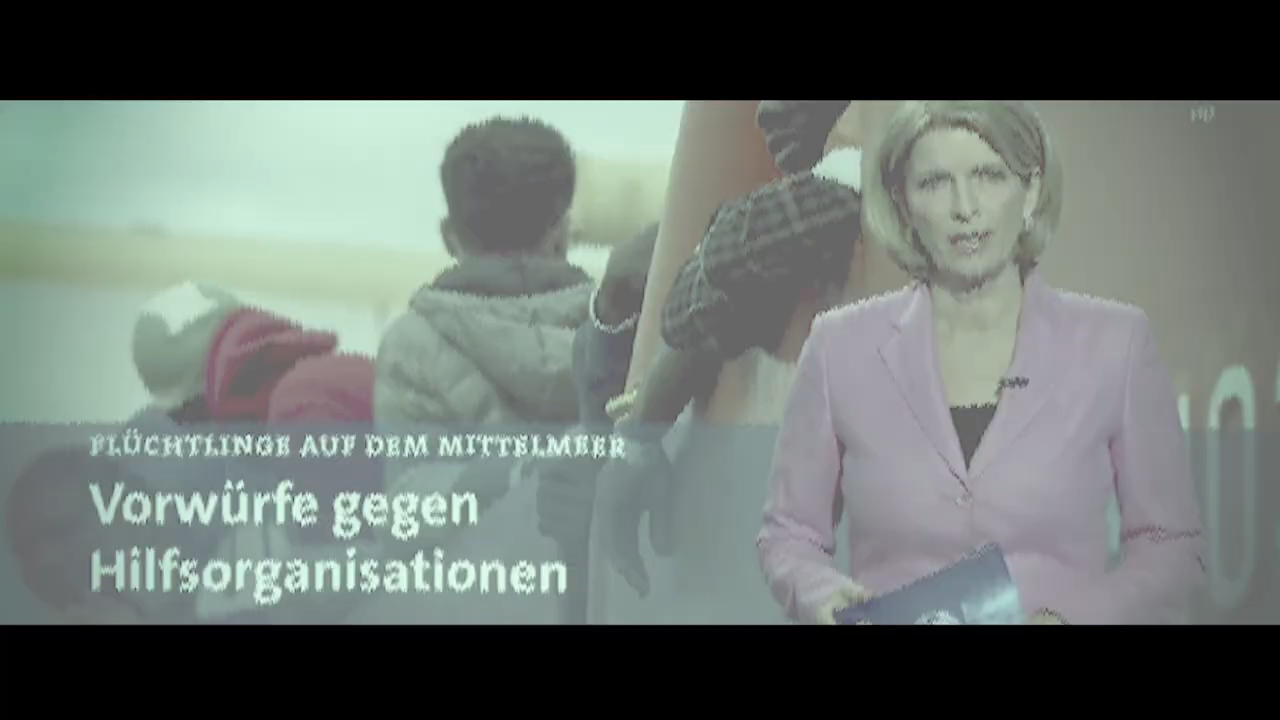 FLÜCHTLINGE AUF DEM MITTELMEER
Vorwürfe gegen
Hilfsorganisationen